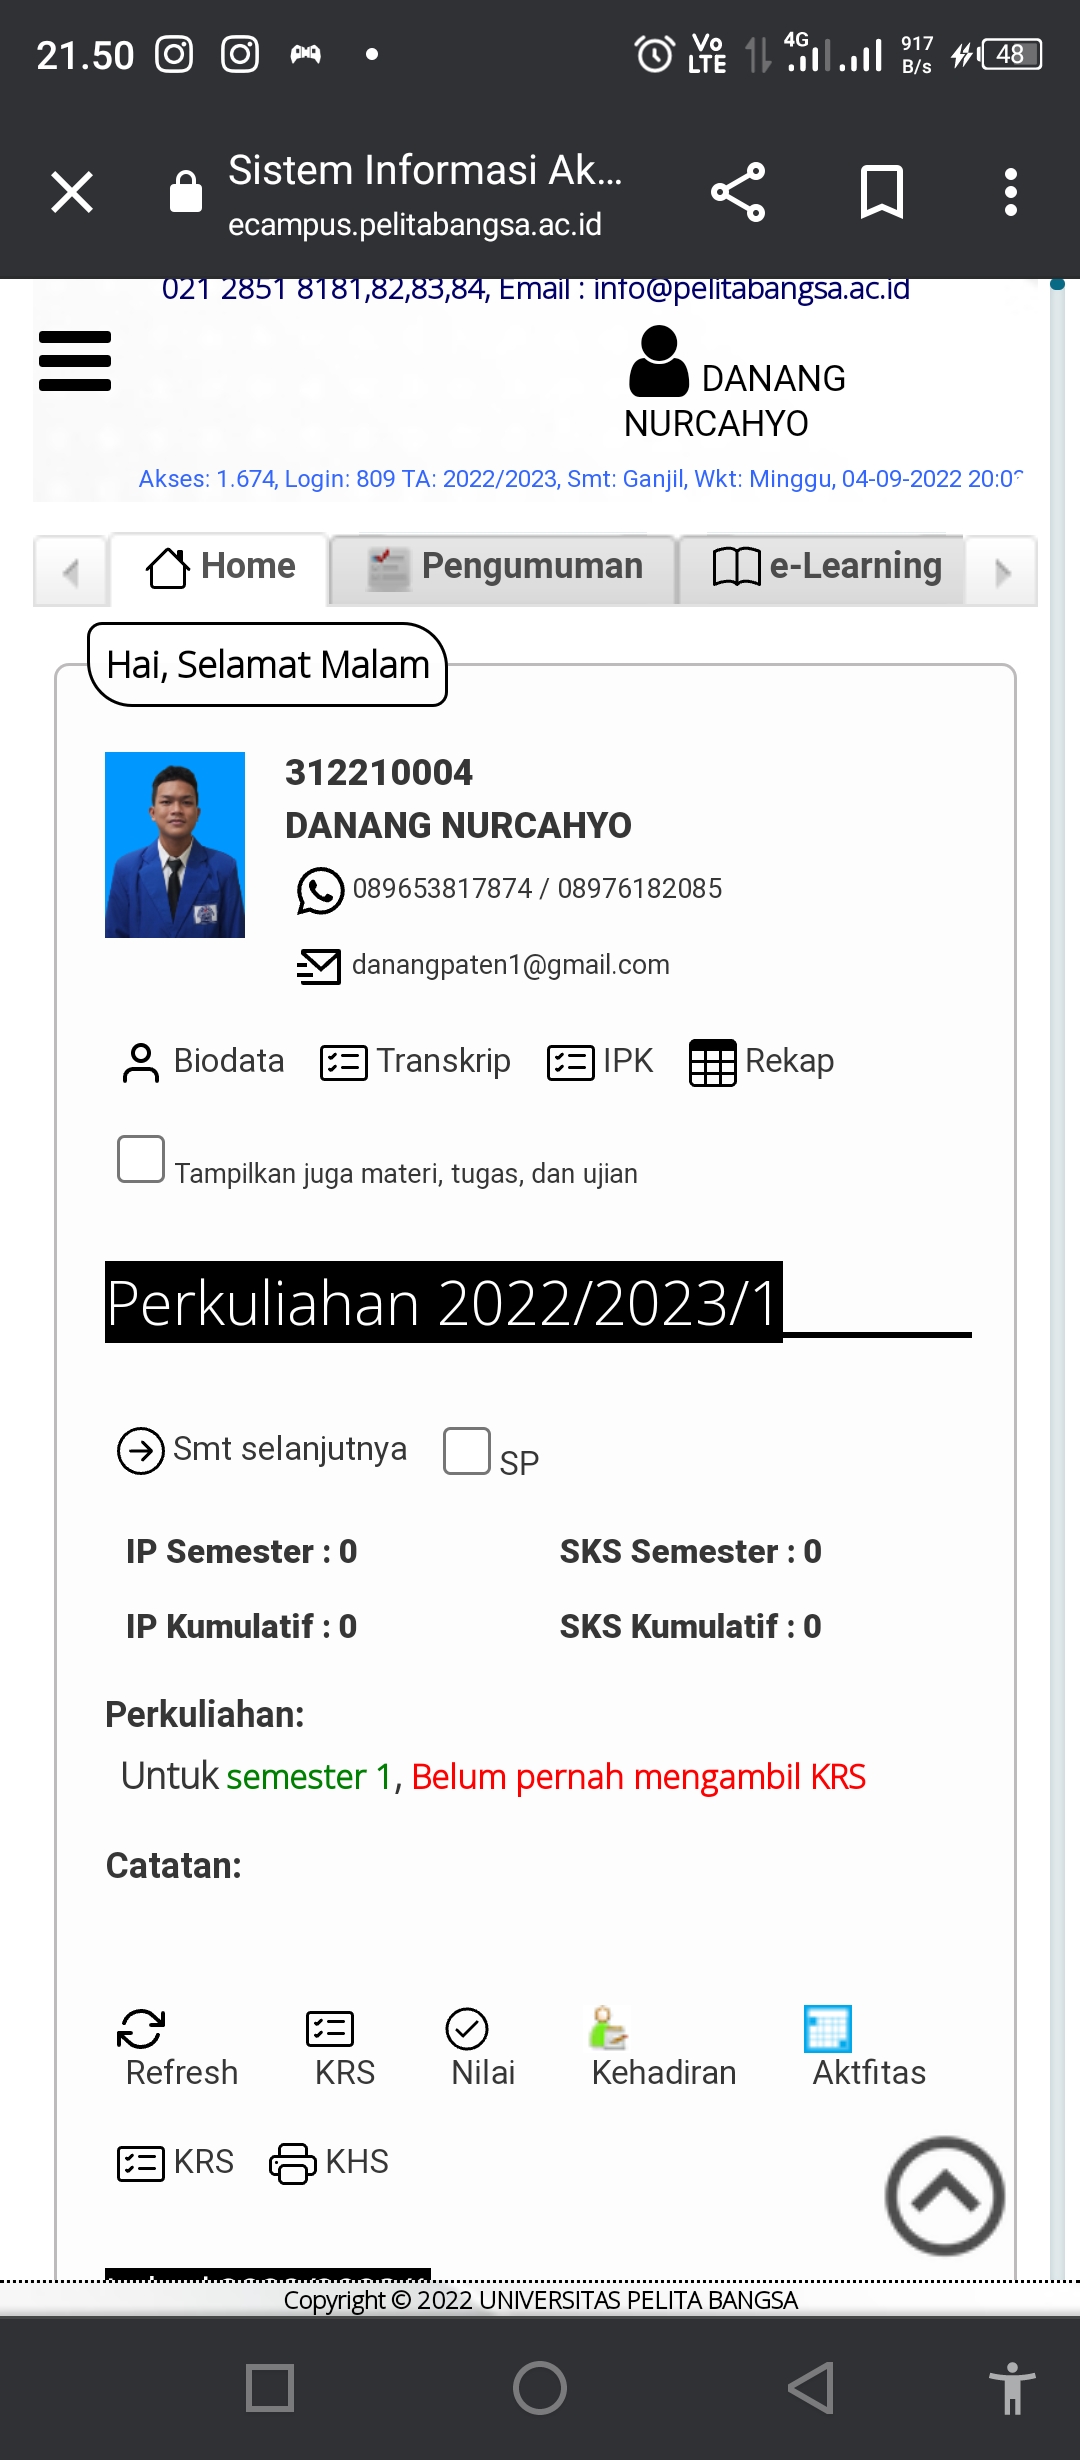 21.50
Vo LTE 4G 917 B/s 48
Sistem Informasi Ak...
ecampus.pelitabangsa.ac.id
021 2851 8181,82,83,84, Email : info@pelitabangsa.ac.id
DANANG
NURCAHYO
Akses: 1.674, Login: 809 TA: 2022/2023, Smt: Ganjil, Wkt: Minggu, 04-09-2022 20:0
Home Pengumuman e-Learning
Hai, Selamat Malam
312210004
DANANG NURCAHYO
089653817874 / 08976182085
danangpaten1@gmail.com
Biodata Transkrip IPK Rekap
Tampilkan juga materi, tugas, dan ujian
Perkuliahan 2022/2023/1
Smt selanjutnya SP
IP Semester : 0 SKS Semester : 0
IP Kumulatif : 0 SKS Kumulatif : 0
Perkuliahan:
Untuk semester 1, Belum pernah mengambil KRS
Catatan:
Refresh KRS Nilai Kehadiran Aktfitas
KRS KHS
Copyright © 2022 UNIVERSITAS PELITA BANGSA